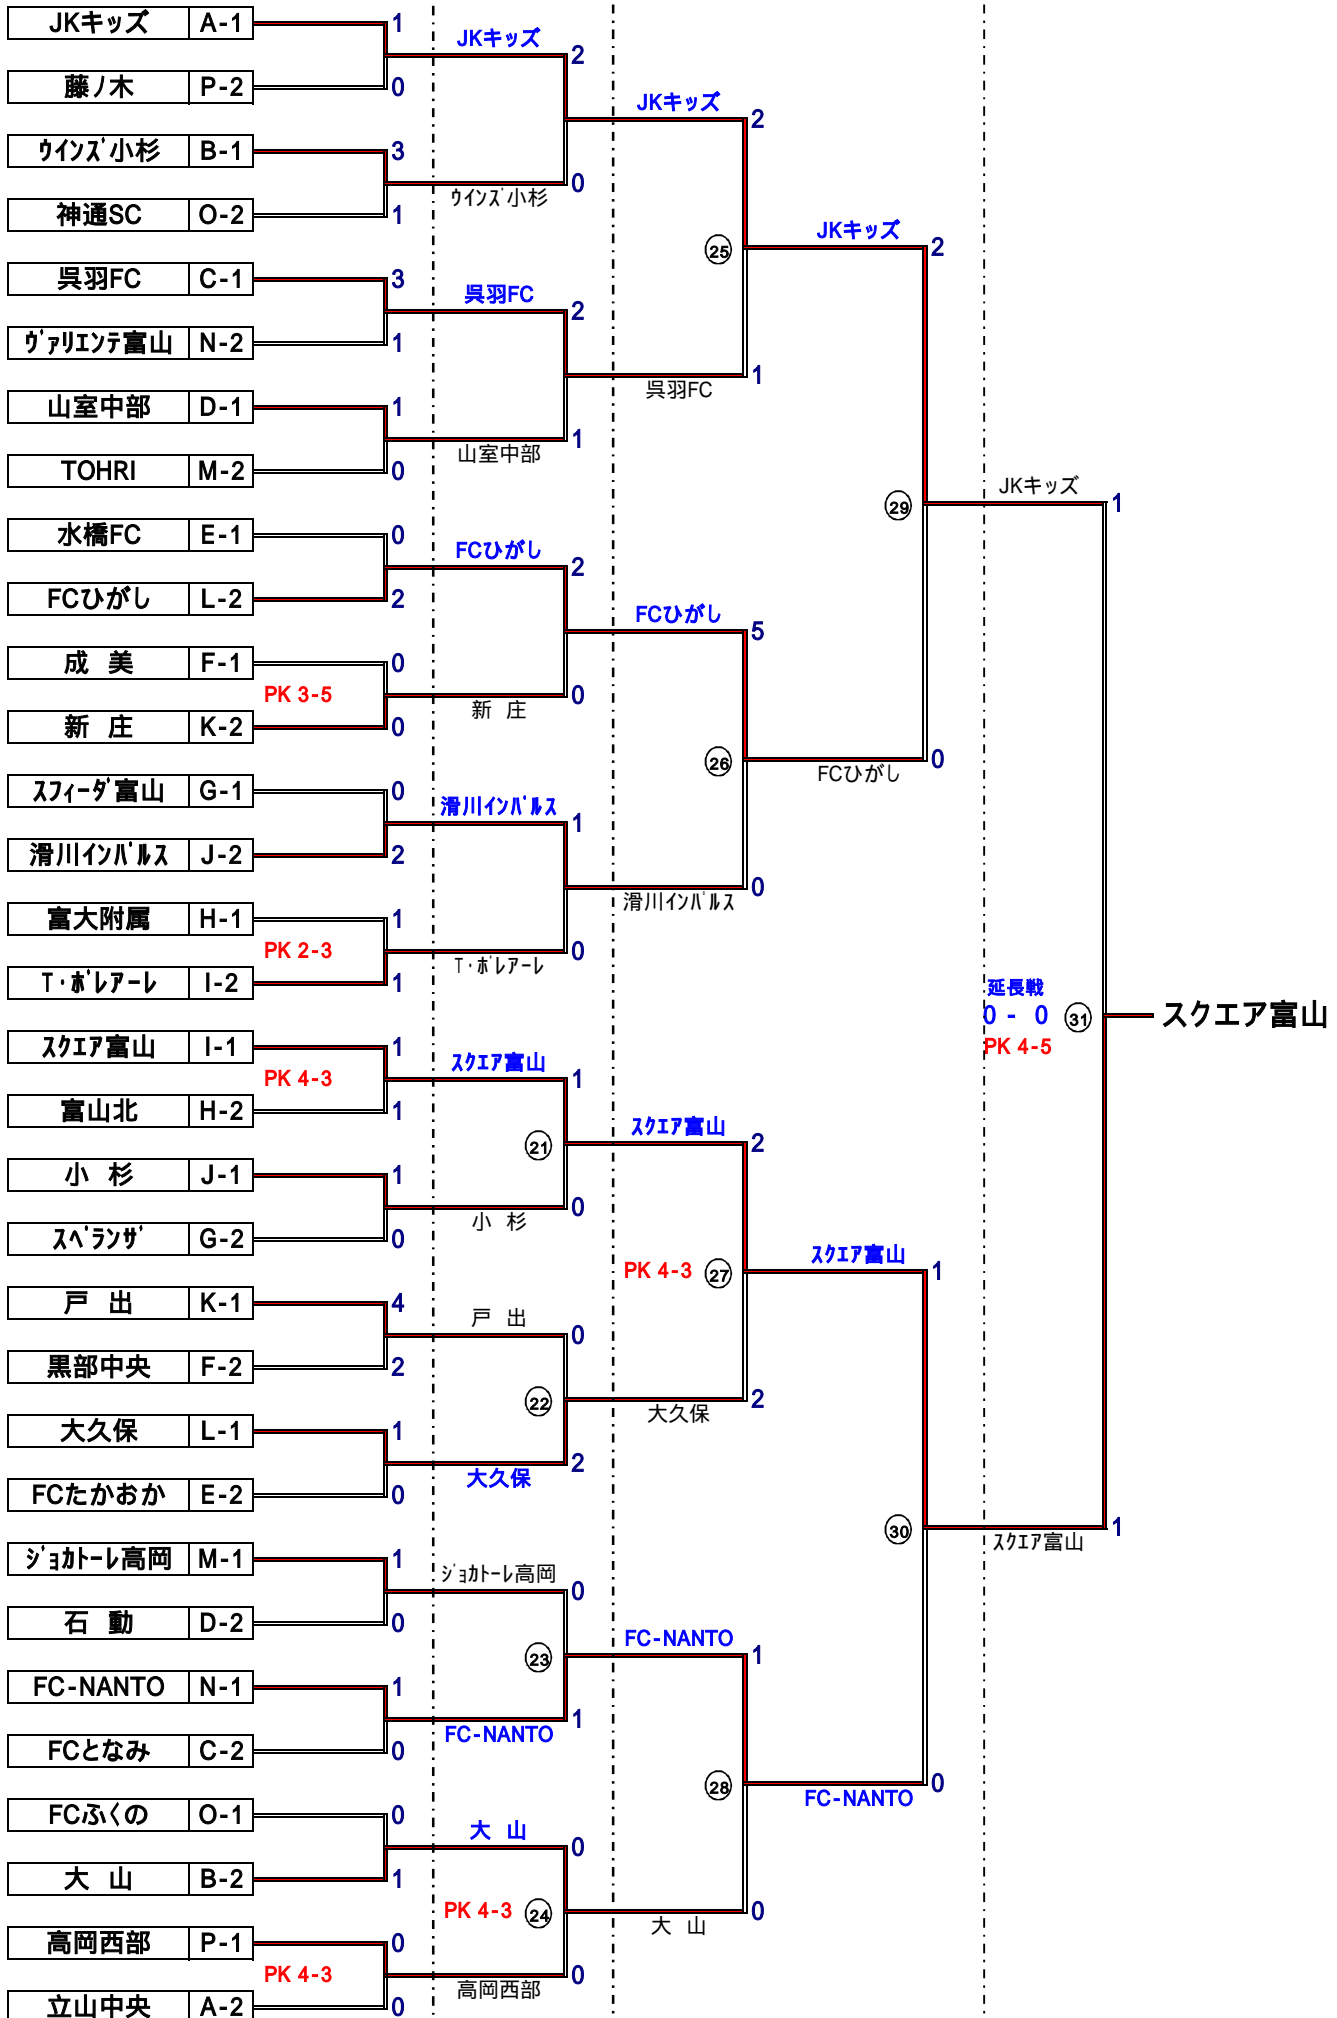 JKキッズ A-1 1
JKキッズ 2
藤ノ木 P-2 0
JKキッズ 2
ｳｲﾝｽﾞ小杉 B-1 3
ｳｲﾝｽﾞ小杉 0
神通SC O-2 1
JKキッズ 2
㉕
呉羽FC C-1 3
呉羽FC 2
ｳﾞｧﾘｴﾝﾃ富山 N-2 1
呉羽FC 1
山室中部 D-1 1
山室中部 1
TOHRI M-2 0
JKキッズ 1
㉙
水橋FC E-1 0
FCひがし 2
FCひがし L-2 2
FCひがし 5
成 美 F-1 0
PK 3-5
新 庄 0
新 庄 K-2 0
㉖
FCひがし 0
ｽﾌｨｰﾀﾞ富山 G-1 0
滑川ｲﾝﾊﾟﾙｽ 1
滑川ｲﾝﾊﾟﾙｽ J-2 2
滑川ｲﾝﾊﾟﾙｽ 0
富大附属 H-1 1
PK 2-3
T･ﾎﾞﾚｱｰﾚ 0
T･ﾎﾞﾚｱｰﾚ I-2 1
延長戦
0 - 0 ㉛ スクエア富山
PK 4-5
ｽｸｴｱ富山 I-1 1
PK 4-3
ｽｸｴｱ富山 1
富山北 H-2 1
㉑
ｽｸｴｱ富山 2
小 杉 J-1 1
小 杉 0
ｽﾍﾟﾗﾝｻﾞ G-2 0
PK 4-3 ㉗
ｽｸｴｱ富山 1
戸 出 K-1 4
戸 出 0
黒部中央 F-2 2
㉒
大久保 2
大久保 L-1 1
大久保 2
FCたかおか E-2 0
㉚
ｽｸｴｱ富山 1
ｼﾞｮｶﾄｰﾚ高岡 M-1 1
ｼﾞｮｶﾄｰﾚ高岡 0
石 動 D-2 0
㉓
FC-NANTO 1
FC-NANTO N-1 1
FC-NANTO 1
FCとなみ C-2 0
㉘
FC-NANTO 0
FCふくの O-1 0
大 山 0
大 山 B-2 1
PK 4-3 ㉔
大 山 0
高岡西部 P-1 0
PK 4-3
高岡西部 0
立山中央 A-2 0